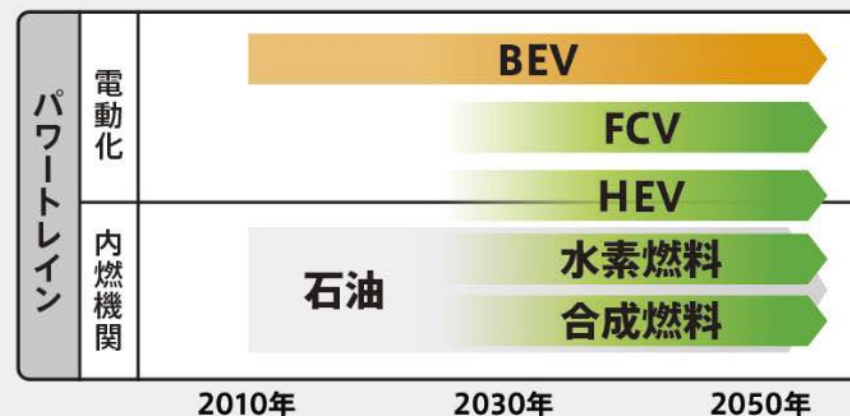 パワートレイン
電動化
BEV
FCV
HEV
内燃機関
石油
水素燃料
合成燃料
2010年
2030年
2050年